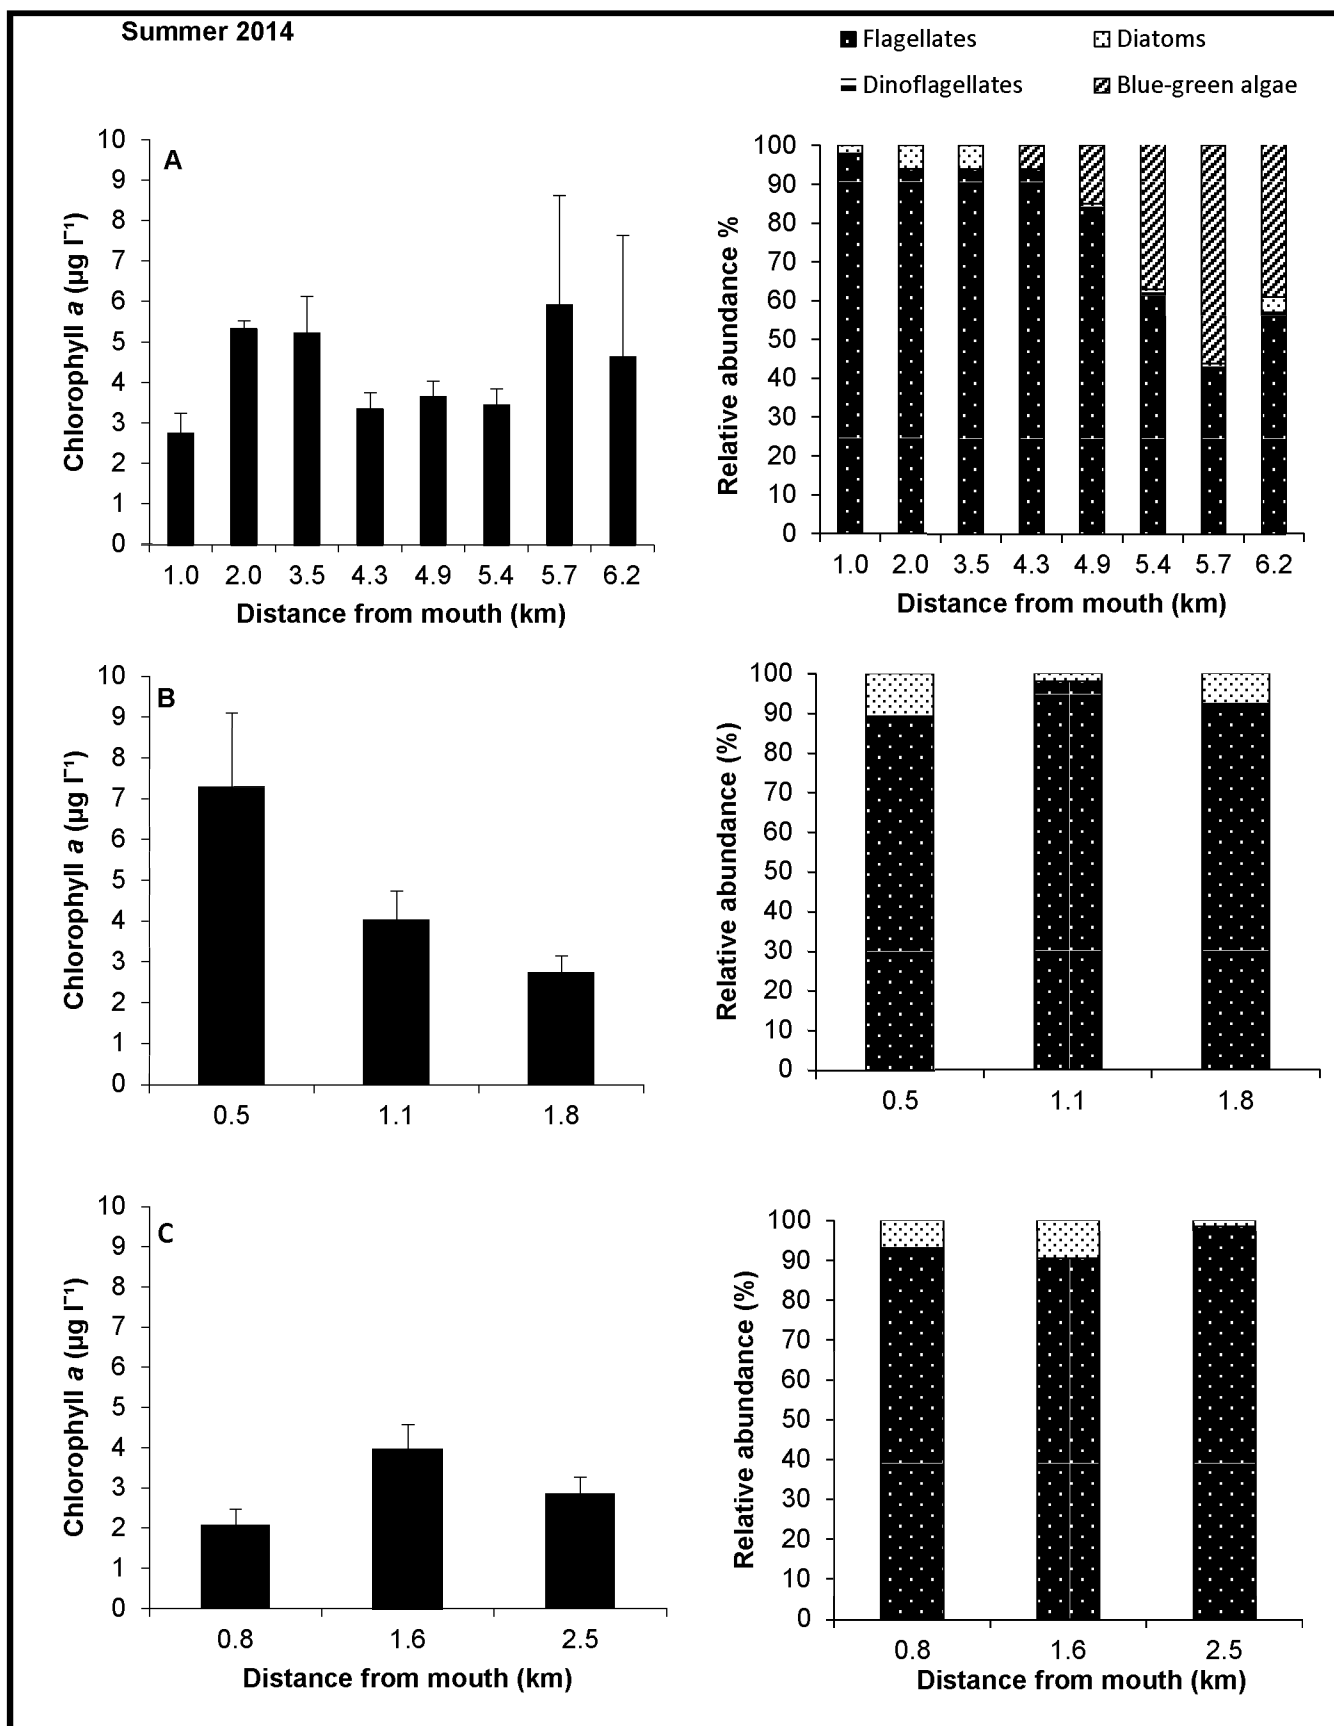 Summer 2014
Flagellates
Diatoms
Dinoflagellates
Blue-green algae
A
Chlorophyll a (µg l⁻¹)
10
9
8
7
6
5
4
3
2
1
0
1.0 2.0 3.5 4.3 4.9 5.4 5.7 6.2
Distance from mouth (km)
Relative abundance %
100
90
80
70
60
50
40
30
20
10
0
1.0 2.0 3.5 4.3 4.9 5.4 5.7 6.2
Distance from mouth (km)
B
Chlorophyll a (µg l⁻¹)
10
9
8
7
6
5
4
3
2
1
0
0.5 1.1 1.8
Relative abundance (%)
100
90
80
70
60
50
40
30
20
10
0
0.5 1.1 1.8
C
Chlorophyll a (µg l⁻¹)
10
9
8
7
6
5
4
3
2
1
0
0.8 1.6 2.5
Distance from mouth (km)
Relative abundance (%)
100
90
80
70
60
50
40
30
20
10
0
0.8 1.6 2.5
Distance from mouth (km)